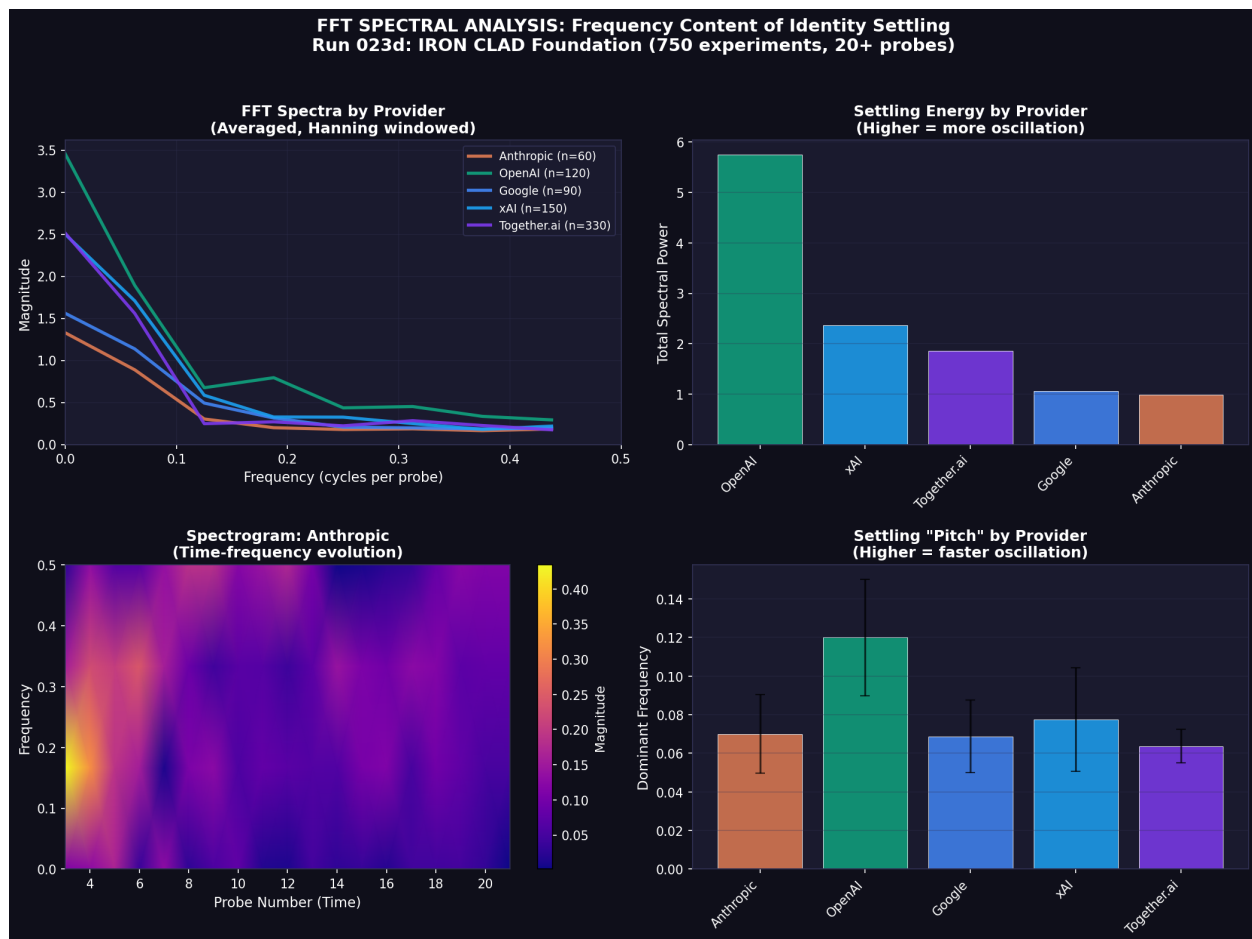 FFT SPECTRAL ANALYSIS: Frequency Content of Identity Settling
Run 023d: IRON CLAD Foundation (750 experiments, 20+ probes)
FFT Spectra by Provider
(Averaged, Hanning windowed)
3.5
3.0
2.5
2.0
1.5
1.0
0.5
0.0
Magnitude
Anthropic (n=60)
OpenAI (n=120)
Google (n=90)
xAI (n=150)
Together.ai (n=330)
0.0 0.1 0.2 0.3 0.4 0.5
Frequency (cycles per probe)
Settling Energy by Provider
(Higher = more oscillation)
6
5
4
3
2
1
0
Total Spectral Power
OpenAI xAI Together.ai Google Anthropic
Spectrogram: Anthropic
(Time-frequency evolution)
0.5
0.4
0.3
0.2
0.1
0.0
Frequency
4 6 8 10 12 14 16 18 20
Probe Number (Time)
0.40
0.35
0.30
0.25
0.20
0.15
0.10
0.05
Magnitude
Settling "Pitch" by Provider
(Higher = faster oscillation)
0.14
0.12
0.10
0.08
0.06
0.04
0.02
0.00
Dominant Frequency
Anthropic OpenAI Google xAI Together.ai